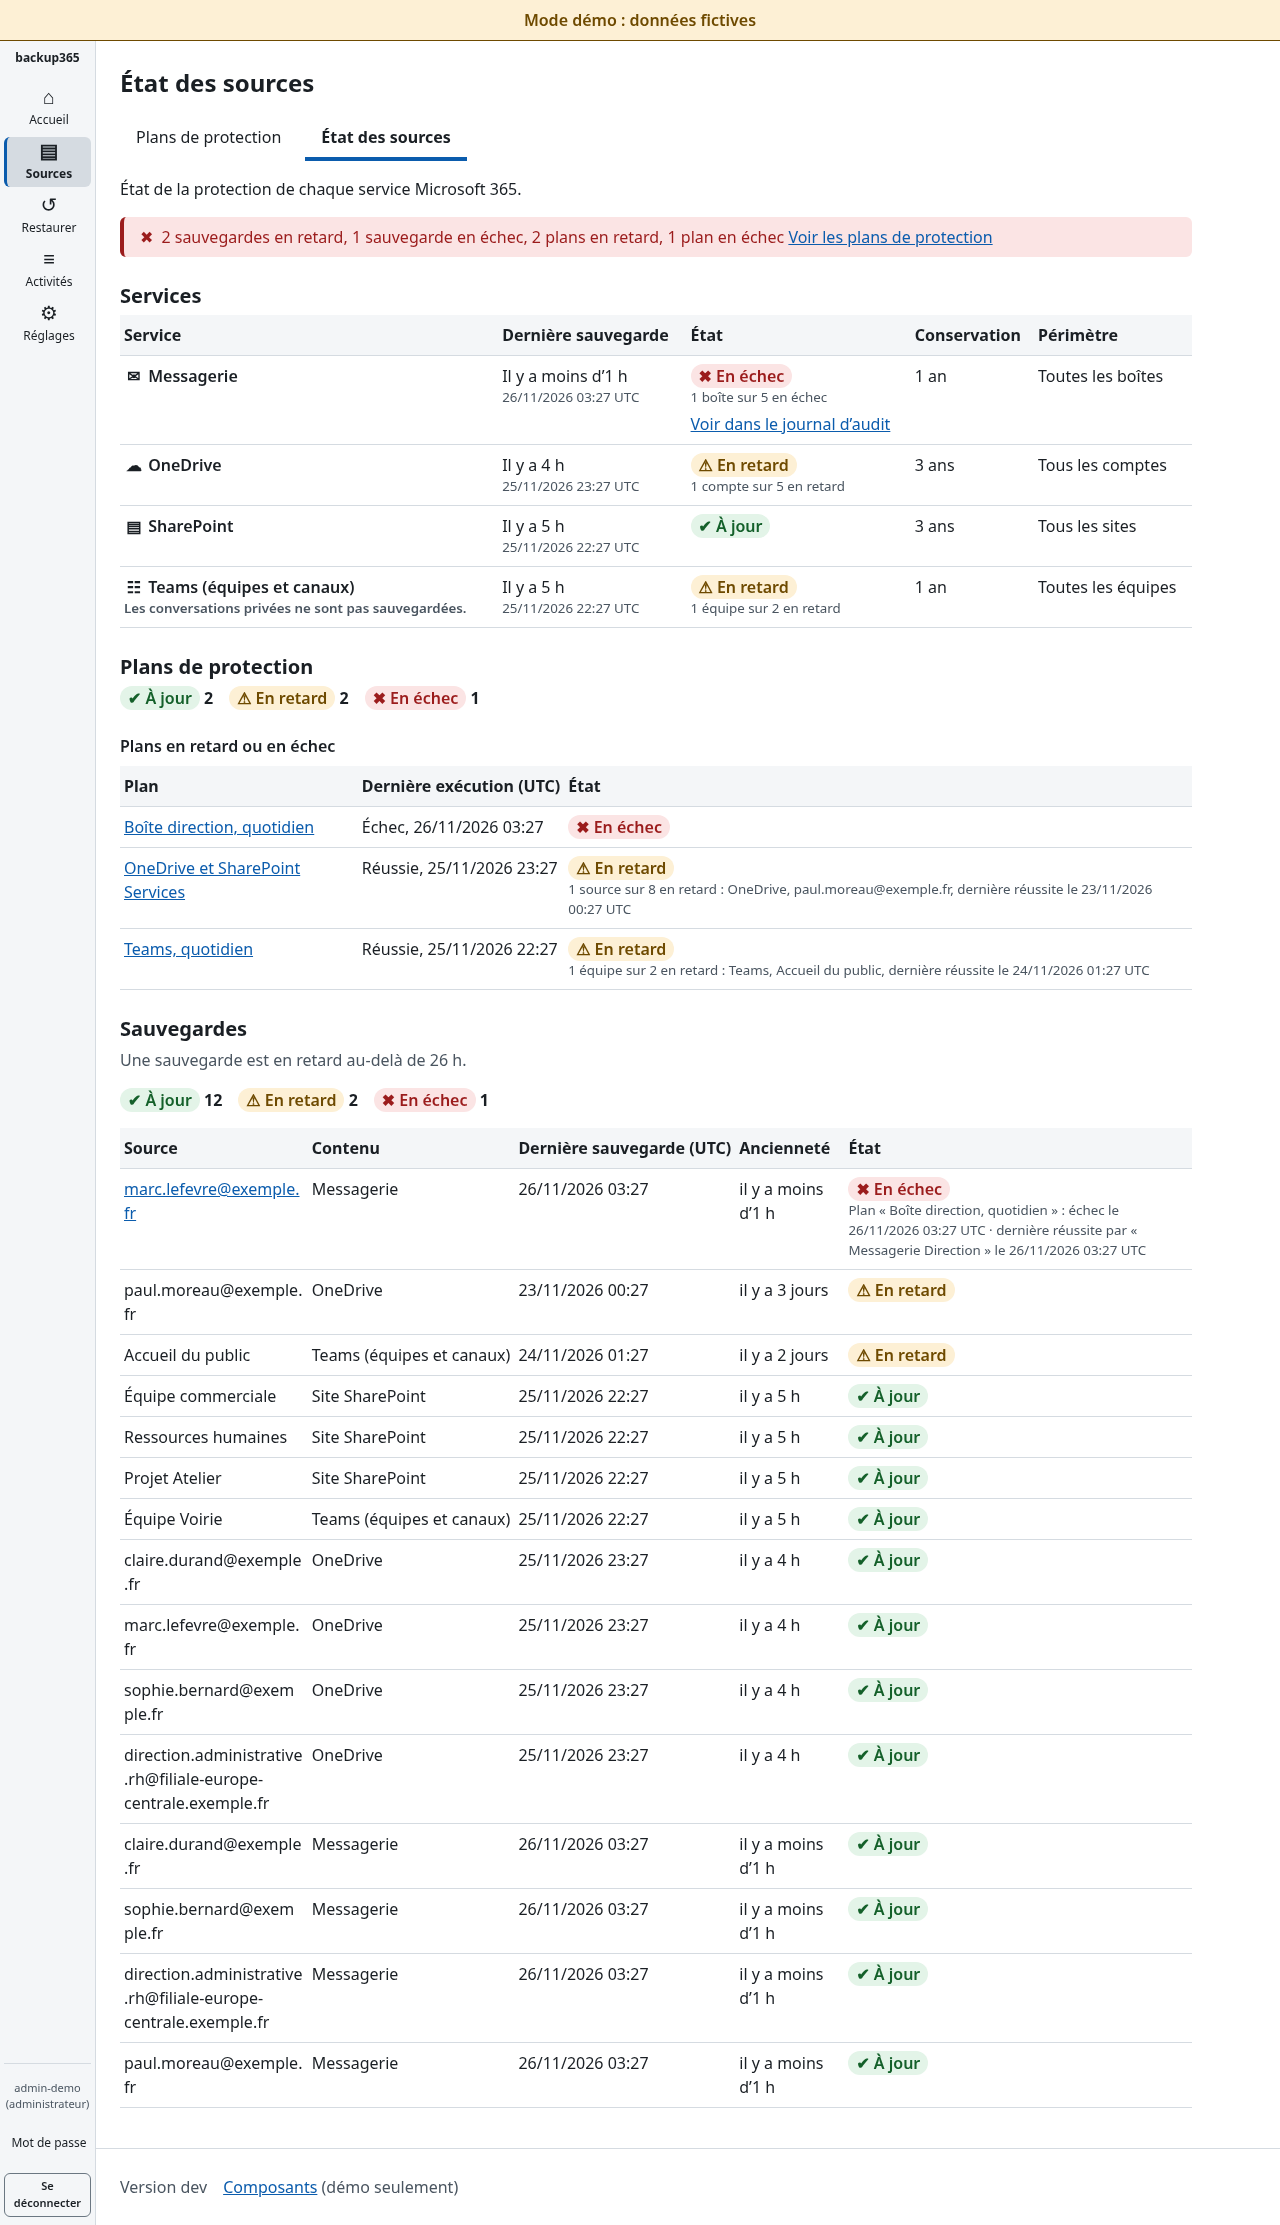 Mode démo : données fictives
backup365
Accueil
Sources
Restaurer
Activités
Réglages
État des sources
Plans de protection État des sources
État de la protection de chaque service Microsoft 365.
✖ 2 sauvegardes en retard, 1 sauvegarde en échec, 2 plans en retard, 1 plan en échec Voir les plans de protection
Services
Service Dernière sauvegarde État Conservation Périmètre
✉ Messagerie Il y a moins d’1 h ✖ En échec 1 an Toutes les boîtes
26/11/2026 03:27 UTC 1 boîte sur 5 en échec
Voir dans le journal d’audit
☁ OneDrive Il y a 4 h ⚠ En retard 3 ans Tous les comptes
25/11/2026 23:27 UTC 1 compte sur 5 en retard
▤ SharePoint Il y a 5 h ✔ À jour 3 ans Tous les sites
25/11/2026 22:27 UTC
☷ Teams (équipes et canaux) Il y a 5 h ⚠ En retard 1 an Toutes les équipes
Les conversations privées ne sont pas sauvegardées. 25/11/2026 22:27 UTC 1 équipe sur 2 en retard
Plans de protection
✔ À jour 2 ⚠ En retard 2 ✖ En échec 1
Plans en retard ou en échec
Plan Dernière exécution (UTC) État
Boîte direction, quotidien Échec, 26/11/2026 03:27 ✖ En échec
OneDrive et SharePoint Réussie, 25/11/2026 23:27 ⚠ En retard
Services 1 source sur 8 en retard : OneDrive, paul.moreau@exemple.fr, dernière réussite le 23/11/2026
00:27 UTC
Teams, quotidien Réussie, 25/11/2026 22:27 ⚠ En retard
1 équipe sur 2 en retard : Teams, Accueil du public, dernière réussite le 24/11/2026 01:27 UTC
Sauvegardes
Une sauvegarde est en retard au-delà de 26 h.
✔ À jour 12 ⚠ En retard 2 ✖ En échec 1
Source Contenu Dernière sauvegarde (UTC) Ancienneté État
marc.lefevre@exemple. Messagerie 26/11/2026 03:27 il y a moins ✖ En échec
fr d’1 h Plan « Boîte direction, quotidien » : échec le
26/11/2026 03:27 UTC · dernière réussite par «
Messagerie Direction » le 26/11/2026 03:27 UTC
paul.moreau@exemple. OneDrive 23/11/2026 00:27 il y a 3 jours ⚠ En retard
fr
Accueil du public Teams (équipes et canaux) 24/11/2026 01:27 il y a 2 jours ⚠ En retard
Équipe commerciale Site SharePoint 25/11/2026 22:27 il y a 5 h ✔ À jour
Ressources humaines Site SharePoint 25/11/2026 22:27 il y a 5 h ✔ À jour
Projet Atelier Site SharePoint 25/11/2026 22:27 il y a 5 h ✔ À jour
Équipe Voirie Teams (équipes et canaux) 25/11/2026 22:27 il y a 5 h ✔ À jour
claire.durand@exemple OneDrive 25/11/2026 23:27 il y a 4 h ✔ À jour
.fr
marc.lefevre@exemple. OneDrive 25/11/2026 23:27 il y a 4 h ✔ À jour
fr
sophie.bernard@exem OneDrive 25/11/2026 23:27 il y a 4 h ✔ À jour
ple.fr
direction.administrative OneDrive 25/11/2026 23:27 il y a 4 h ✔ À jour
.rh@filiale-europe-
centrale.exemple.fr
claire.durand@exemple Messagerie 26/11/2026 03:27 il y a moins ✔ À jour
.fr d’1 h
sophie.bernard@exem Messagerie 26/11/2026 03:27 il y a moins ✔ À jour
ple.fr d’1 h
direction.administrative Messagerie 26/11/2026 03:27 il y a moins ✔ À jour
.rh@filiale-europe- d’1 h
centrale.exemple.fr
paul.moreau@exemple. Messagerie 26/11/2026 03:27 il y a moins ✔ À jour
fr d’1 h
admin-demo
(administrateur)
Mot de passe
Se
déconnecter
Version dev Composants (démo seulement)